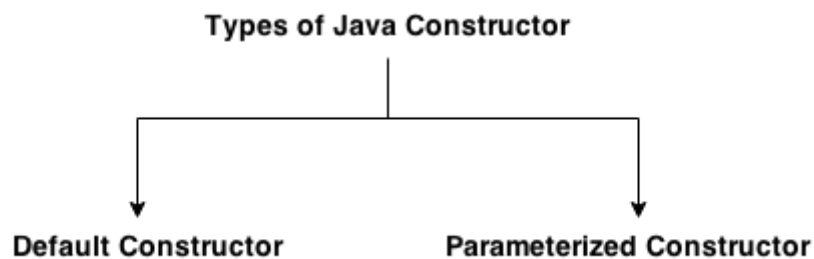 Types of Java Constructor
Default Constructor
Parameterized Constructor